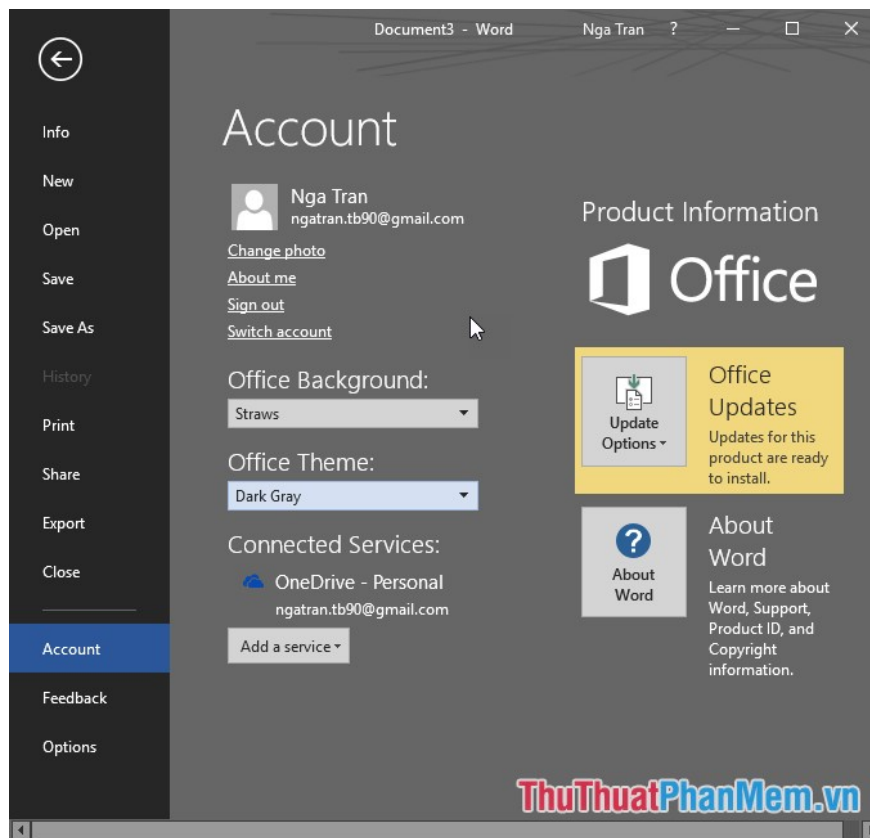 Document3 - Word
Nga Tran
?
Info
New
Open
Save
Save As
History
Print
Share
Export
Close
Account
Feedback
Options
Account
Nga Tran
ngatran.tb90@gmail.com
Change photo
About me
Sign out
Switch account
Office Background:
Straws
Office Theme:
Dark Gray
Connected Services:
OneDrive - Personal
ngatran.tb90@gmail.com
Add a service
Product Information
Office
Update
Options
Office
Updates
Updates for this
product are ready
to install.
?
About
Word
About
Word
Learn more about
Word, Support,
Product ID, and
Copyright
information.
ThuThuatPhanMem.vn